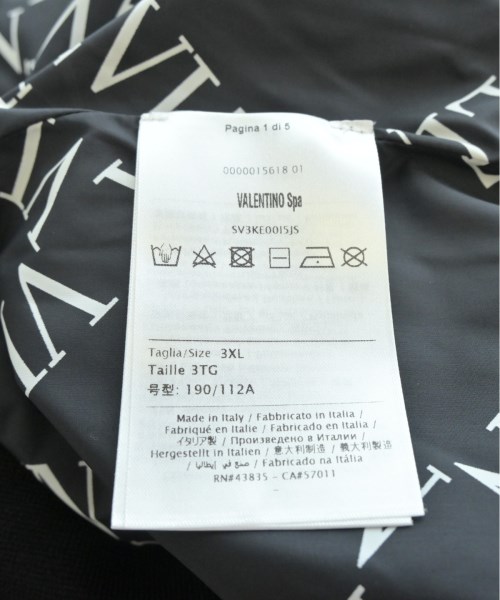 Pagina 1 di 5
0000015618 01
VALENTINO Spa
SV3KE00I5JS
Taglia/Size 3XL
Taille 3TG
号型: 190/112A
Made in Italy / Fabbricato in Italia /
Fabriqué en Italie / Fabricado en Italia /
イタリア製 / Произведено в Италии /
Hergestellt in Italien / 意大利制造 / 義大利製造
/ صنع في إيطاليا / Fabricado na Itália
RN#43835 - CA#57011